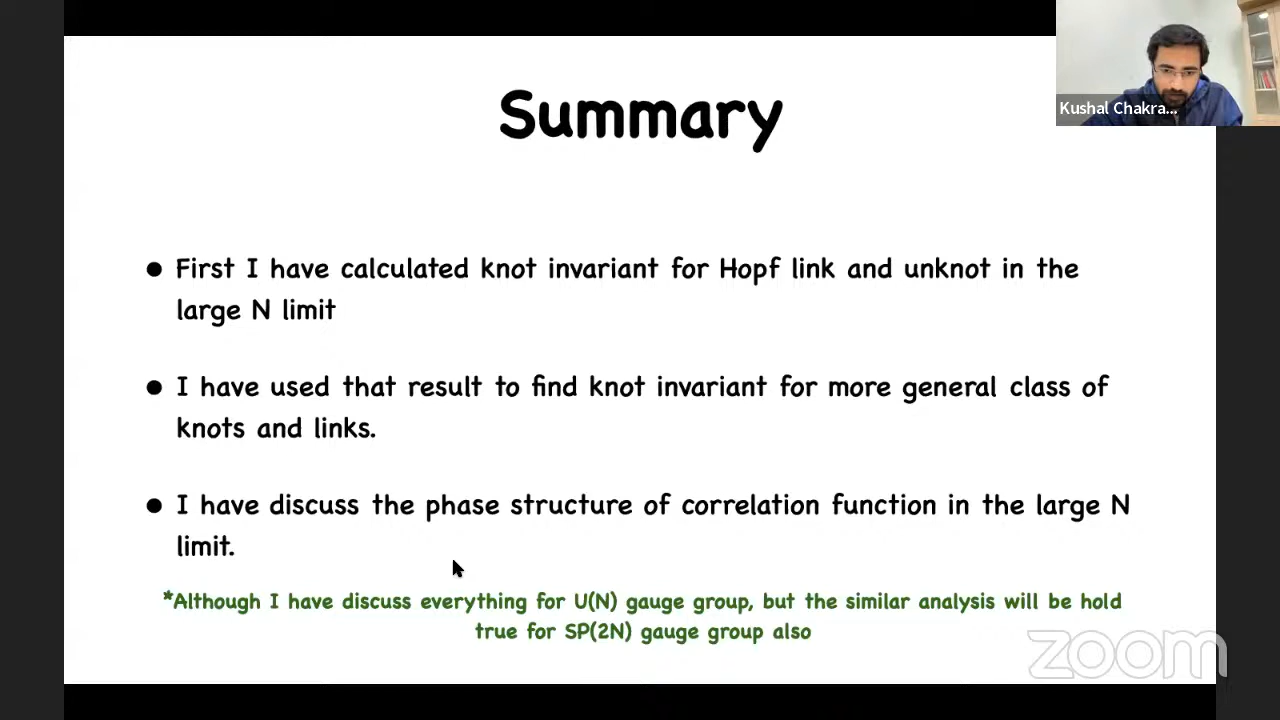 Summary
Kushal Chakra...
• First I have calculated knot invariant for Hopf link and unknot in the
large N limit
• I have used that result to find knot invariant for more general class of
knots and links.
• I have discuss the phase structure of correlation function in the large N
limit.
*Although I have discuss everything for U(N) gauge group, but the similar analysis will be hold
true for SP(2N) gauge group also
zoom